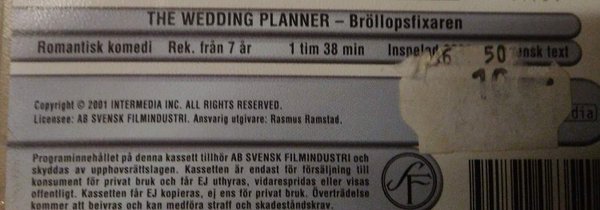 THE WEDDING PLANNER – Bröllopsfixaren
Romantisk komedi Rek. från 7 år 1 tim 38 min Inspelad 50 text
Copyright © 2001 INTERMEDIA INC. ALL RIGHTS RESERVED.
Licensee: AB SVENSK FILMINDUSTRI. Ansvarig utgivare: Rasmus Ramstad.
Programinnehållet på denna kassett tillhör AB SVENSK FILMINDUSTRI och
skyddas av upphovsrättslagen. Kassetten är endast för försäljning till
konsument för privat bruk och får EJ uthyras, vidarespridas eller visas
offentligt. Kassetten får EJ kopieras, ej ens för privat bruk. Överträdelse
kommer att beivras och kan medföra straff och skadeståndskrav.
SF